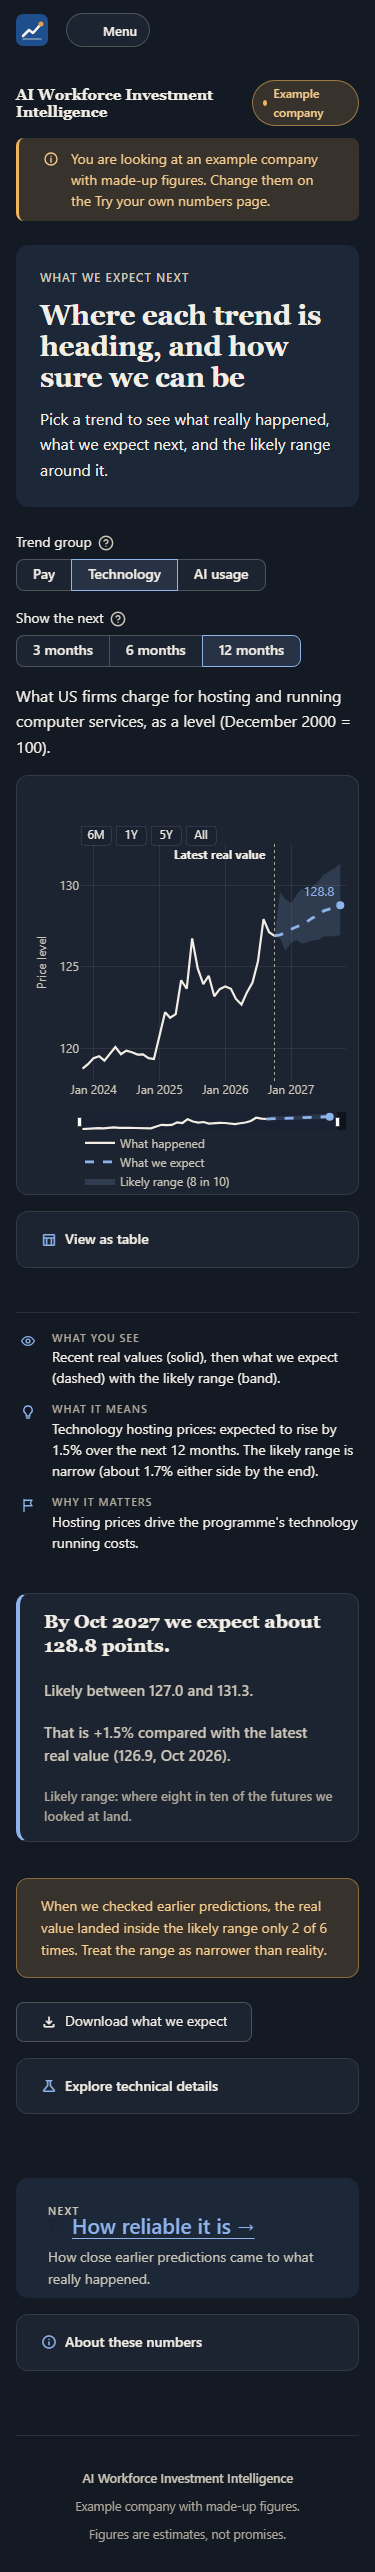 Menu
AI Workforce Investment
Intelligence
Example
company
You are looking at an example company
with made-up figures. Change them on
the Try your own numbers page.
WHAT WE EXPECT NEXT
Where each trend is
heading, and how
sure we can be
Pick a trend to see what really happened,
what we expect next, and the likely range
around it.
Trend group ?
Pay Technology AI usage
Show the next ?
3 months 6 months 12 months
What US firms charge for hosting and running
computer services, as a level (December 2000 =
100).
6M 1Y 5Y All
Latest real value
130
128.8
125
Price level
120
Jan 2024 Jan 2025 Jan 2026 Jan 2027
What happened
What we expect
Likely range (8 in 10)
View as table
WHAT YOU SEE
Recent real values (solid), then what we expect
(dashed) with the likely range (band).
WHAT IT MEANS
Technology hosting prices: expected to rise by
1.5% over the next 12 months. The likely range is
narrow (about 1.7% either side by the end).
WHY IT MATTERS
Hosting prices drive the programme's technology
running costs.
By Oct 2027 we expect about
128.8 points.
Likely between 127.0 and 131.3.
That is +1.5% compared with the latest
real value (126.9, Oct 2026).
Likely range: where eight in ten of the futures we
looked at land.
When we checked earlier predictions, the real
value landed inside the likely range only 2 of 6
times. Treat the range as narrower than reality.
Download what we expect
Explore technical details
NEXT
How reliable it is →
How close earlier predictions came to what
really happened.
About these numbers
AI Workforce Investment Intelligence
Example company with made-up figures.
Figures are estimates, not promises.